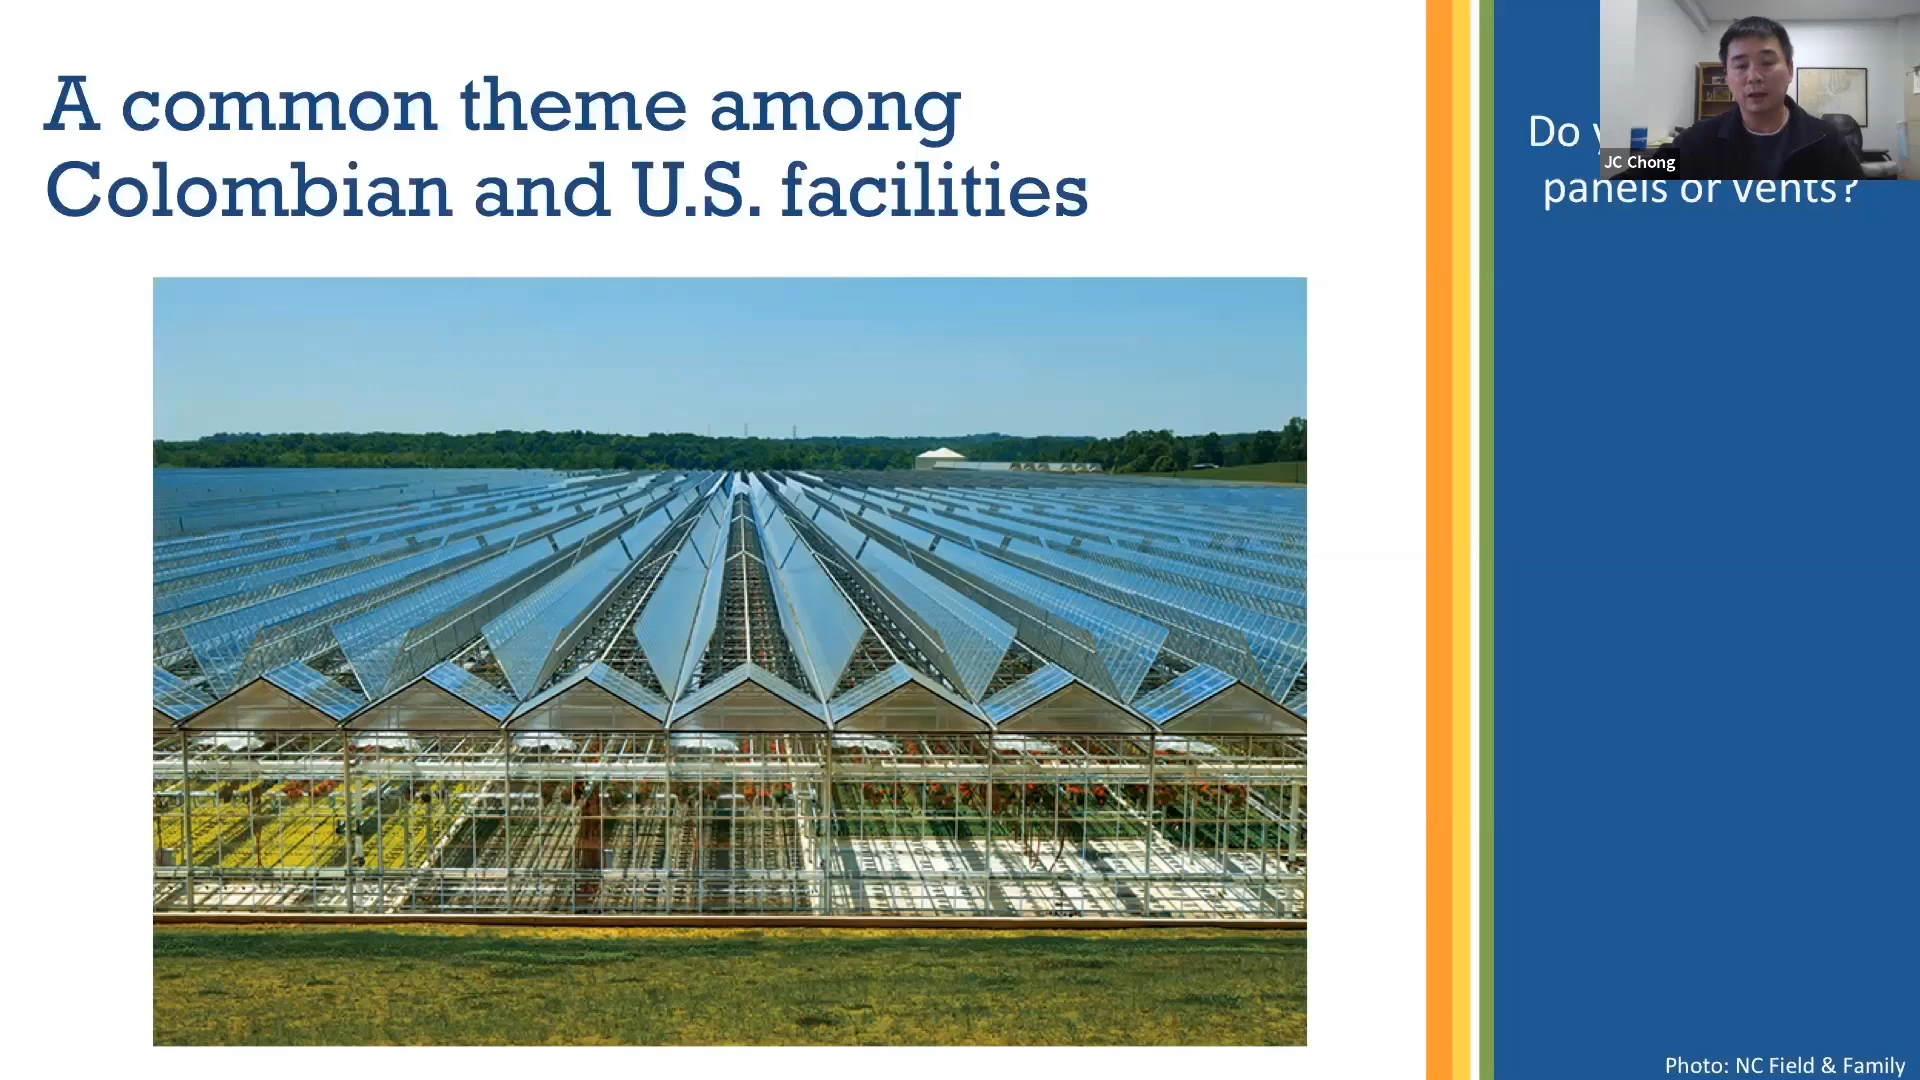 A common theme among
Colombian and U.S. facilities
Do
panels or vents?
JC Chong
Photo: NC Field & Family